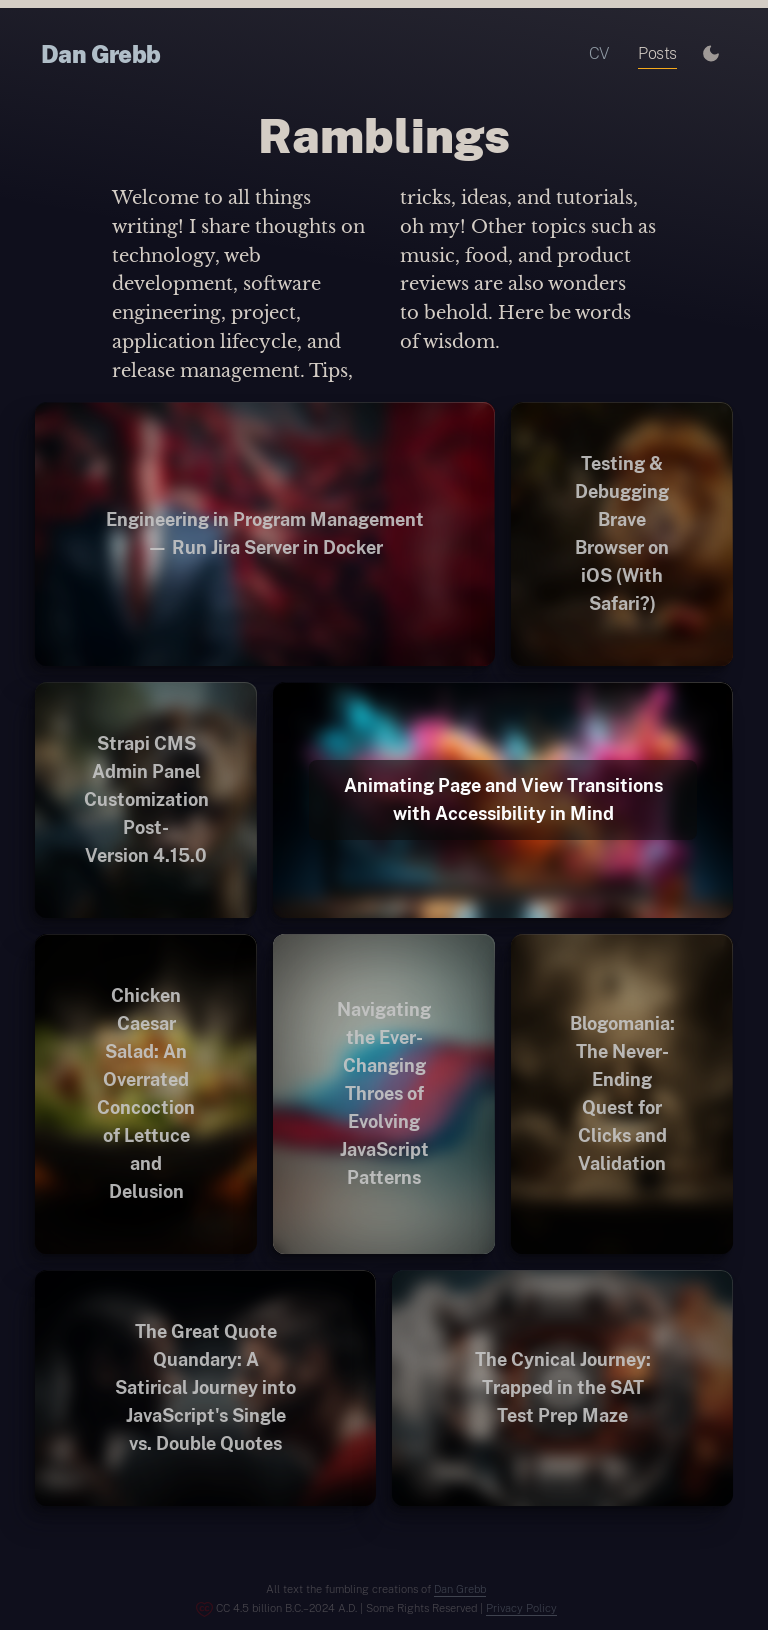 Dan Grebb
CV Posts
Ramblings
Welcome to all things
writing! I share thoughts on
technology, web
development, software
engineering, project,
application lifecycle, and
release management. Tips,
tricks, ideas, and tutorials,
oh my! Other topics such as
music, food, and product
reviews are also wonders
to behold. Here be words
of wisdom.
Engineering in Program Management
— Run Jira Server in Docker
Testing &
Debugging
Brave
Browser on
iOS (With
Safari?)
Strapi CMS
Admin Panel
Customization
Post-
Version 4.15.0
Animating Page and View Transitions
with Accessibility in Mind
Chicken
Caesar
Salad: An
Overrated
Concoction
of Lettuce
and
Delusion
Navigating
the Ever-
Changing
Throes of
Evolving
JavaScript
Patterns
Blogomania:
The Never-
Ending
Quest for
Clicks and
Validation
The Great Quote
Quandary: A
Satirical Journey into
JavaScript's Single
vs. Double Quotes
The Cynical Journey:
Trapped in the SAT
Test Prep Maze
All text the fumbling creations of Dan Grebb
CC 4.5 billion B.C.–2024 A.D. | Some Rights Reserved | Privacy Policy